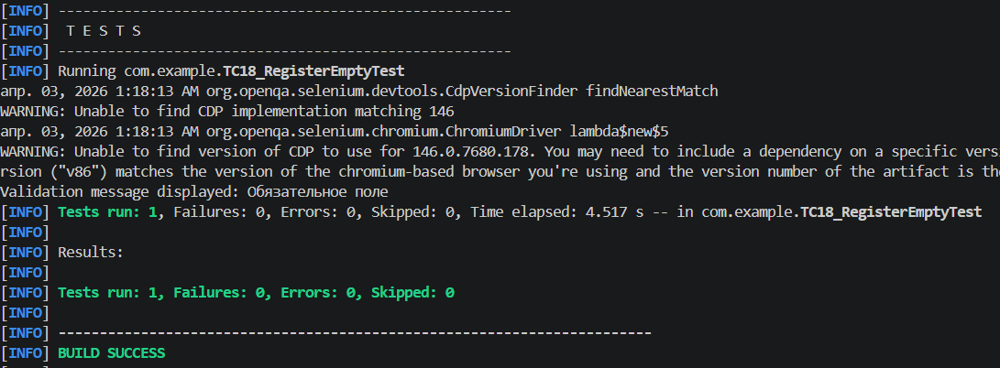 [INFO] -------------------------------------------------------
[INFO]  T E S T S
[INFO] -------------------------------------------------------
[INFO] Running com.example.TC18_RegisterEmptyTest
апр. 03, 2026 1:18:13 AM org.openqa.selenium.devtools.CdpVersionFinder findNearestMatch
WARNING: Unable to find CDP implementation matching 146
апр. 03, 2026 1:18:13 AM org.openqa.selenium.chromium.ChromiumDriver lambda$new$5
WARNING: Unable to find version of CDP to use for 146.0.7680.178. You may need to include a dependency on a specific vers
rsion ("v86") matches the version of the chromium-based browser you're using and the version number of the artifact is the
Validation message displayed: Обязательное поле
[INFO] Tests run: 1, Failures: 0, Errors: 0, Skipped: 0, Time elapsed: 4.517 s -- in com.example.TC18_RegisterEmptyTest
[INFO]
[INFO] Results:
[INFO]
[INFO] Tests run: 1, Failures: 0, Errors: 0, Skipped: 0
[INFO]
[INFO] ------------------------------------------------------------------------
[INFO] BUILD SUCCESS